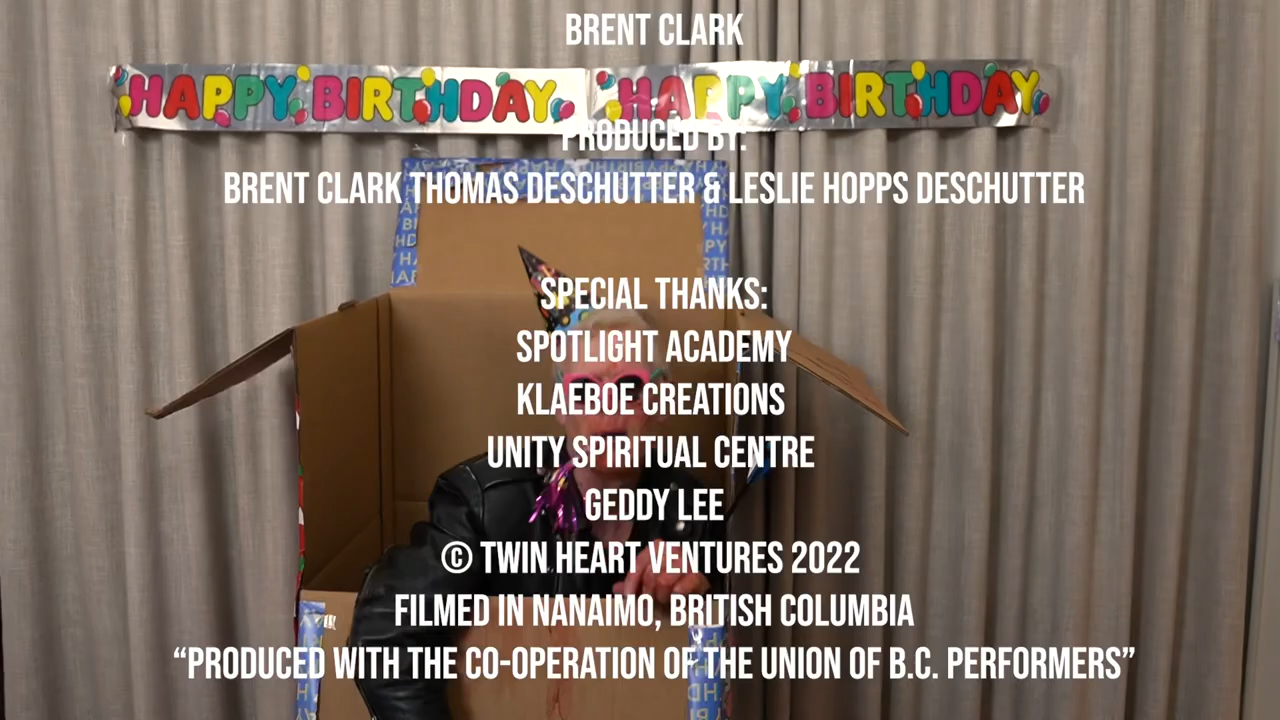 BRENT CLARK
HAPPY BIRTHDAY HAPPY BIRTHDAY
PRODUCED BY:
BRENT CLARK THOMAS DESCHUTTER & LESLIE HOPPS DESCHUTTER
SPECIAL THANKS:
SPOTLIGHT ACADEMY
KLAEBOE CREATIONS
UNITY SPIRITUAL CENTRE
GEDDY LEE
© TWIN HEART VENTURES 2022
FILMED IN NANAIMO, BRITISH COLUMBIA
“PRODUCED WITH THE CO-OPERATION OF THE UNION OF B.C. PERFORMERS”